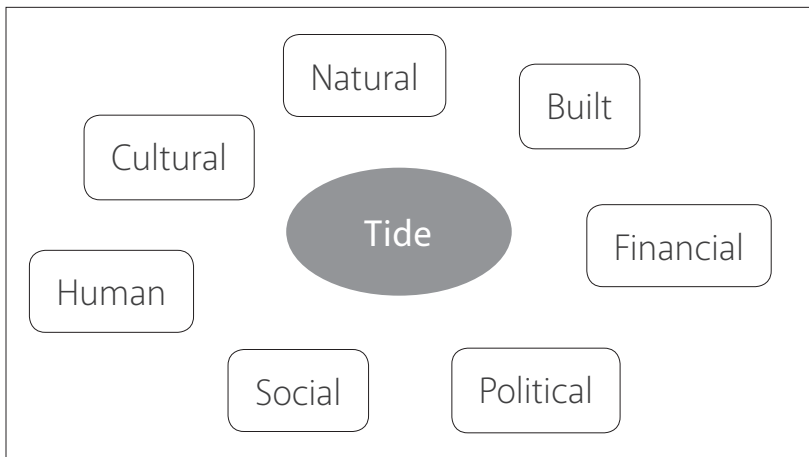 Natural
Built
Cultural
Tide
Financial
Human
Social
Political